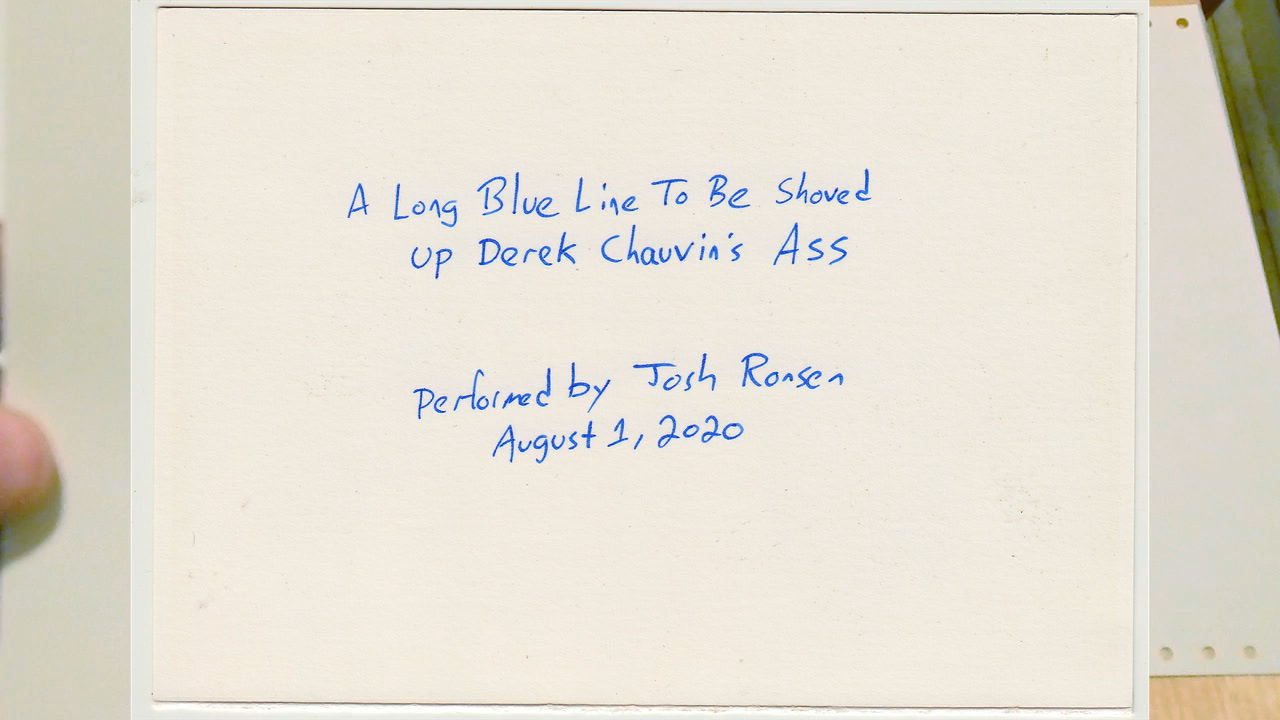 A Long Blue Line To Be Shoved
up Derek Chauvin's Ass
Performed by Josh Ronsen
August 1, 2020